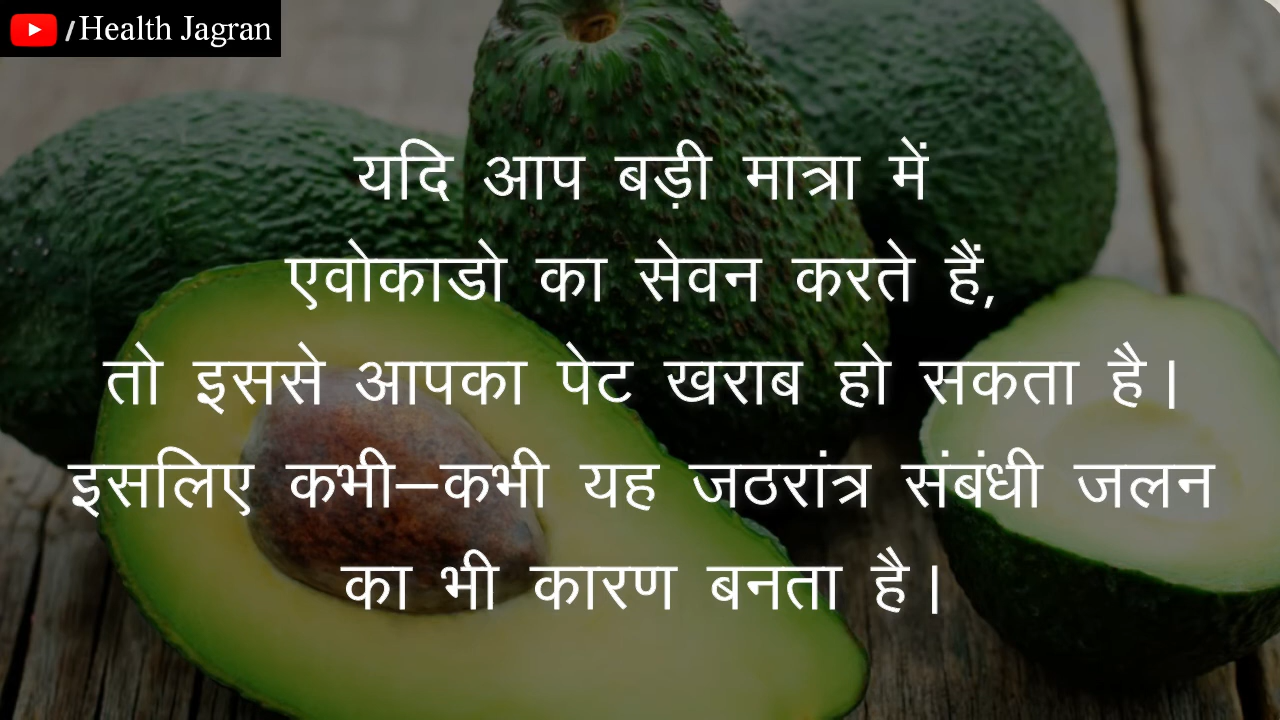 /Health Jagran
यदि आप बड़ी मात्रा में
एवोकाडो का सेवन करते हैं,
तो इससे आपका पेट खराब हो सकता है।
इसलिए कभी–कभी यह जठरांत्र संबंधी जलन
का भी कारण बनता है।